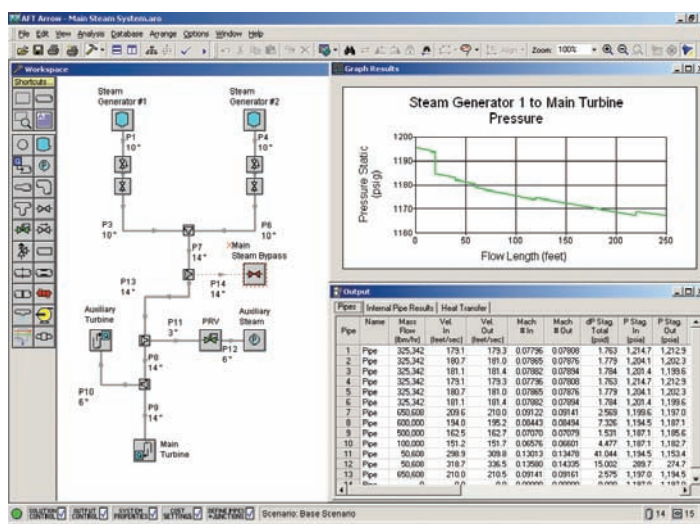 AFT Arrow - Main Steam System.aro
File Edit View Analysis Database Arrange Options Window Help
Zoom: 100%
Workspace
Shortcuts
Steam Generator #1
Steam Generator #2
P1
10"
P4
10"
P3
10"
P6
10"
P7
14"
Main Steam Bypass
P13
14"
P14
14"
Auxiliary Turbine
P11
3"
PRV
Auxiliary Steam
P12
6"
P8
14"
P10
6"
P9
14"
Main Turbine
Graph Results
Steam Generator 1 to Main Turbine
Pressure
Pressure Static (psig)
1200
1190
1180
1170
1160
0 50 100 150 200 250
Flow Length (feet)
Output
Pipes Internal Pipe Results Heat Transfer
Pipe Name Mass Flow (lbm/hr) Vel. In (feet/sec) Vel. Out (feet/sec) Mach # In Mach # Out dP Stag. Total (psid) P Stag. In (psia) P Stag. Out (psia)
1 Pipe 325,342 179.1 179.3 0.07796 0.07808 1.763 1,214.7 1,212.9
2 Pipe 325,342 180.7 181.0 0.07865 0.07876 1.779 1,204.1 1,202.3
3 Pipe 325,342 181.1 181.4 0.07882 0.07894 1.784 1,201.4 1,199.6
4 Pipe 325,342 179.1 179.3 0.07796 0.07808 1.763 1,214.7 1,212.9
5 Pipe 325,342 180.7 181.0 0.07865 0.07876 1.779 1,204.1 1,202.3
6 Pipe 325,342 181.1 181.4 0.07882 0.07894 1.784 1,201.4 1,199.6
7 Pipe 650,608 209.6 210.0 0.09122 0.09141 2.569 1,199.6 1,197.0
8 Pipe 600,000 194.0 195.2 0.08443 0.08504 7.326 1,194.5 1,187.1
9 Pipe 500,000 162.5 162.7 0.07070 0.07079 1.531 1,187.1 1,185.6
10 Pipe 100,000 151.2 151.7 0.06576 0.06601 4.477 1,187.1 1,182.7
11 Pipe 50,608 298.9 309.8 0.13013 0.13478 41.044 1,194.5 1,153.4
12 Pipe 50,608 318.7 336.5 0.13580 0.14335 15.002 289.7 274.7
13 Pipe 650,608 210.0 210.5 0.09141 0.09161 2.575 1,197.0 1,194.5
SOLUTION CONTROL OUTPUT CONTROL SYSTEM PROPERTIES COST SETTINGS DEFINE PIPES +JUNCTIONS Scenario: Base Scenario 14 15